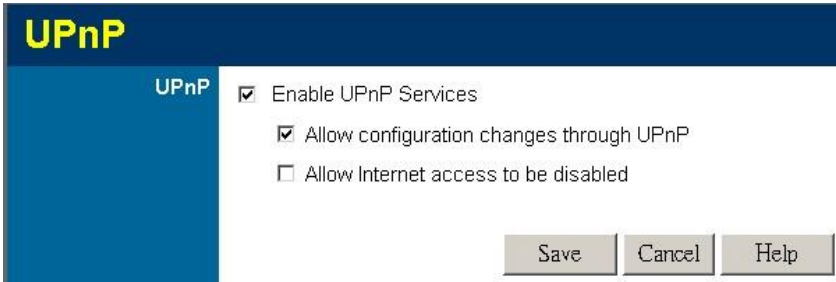 UPnP
UPnP
Enable UPnP Services
Allow configuration changes through UPnP
Allow Internet access to be disabled
Save Cancel Help